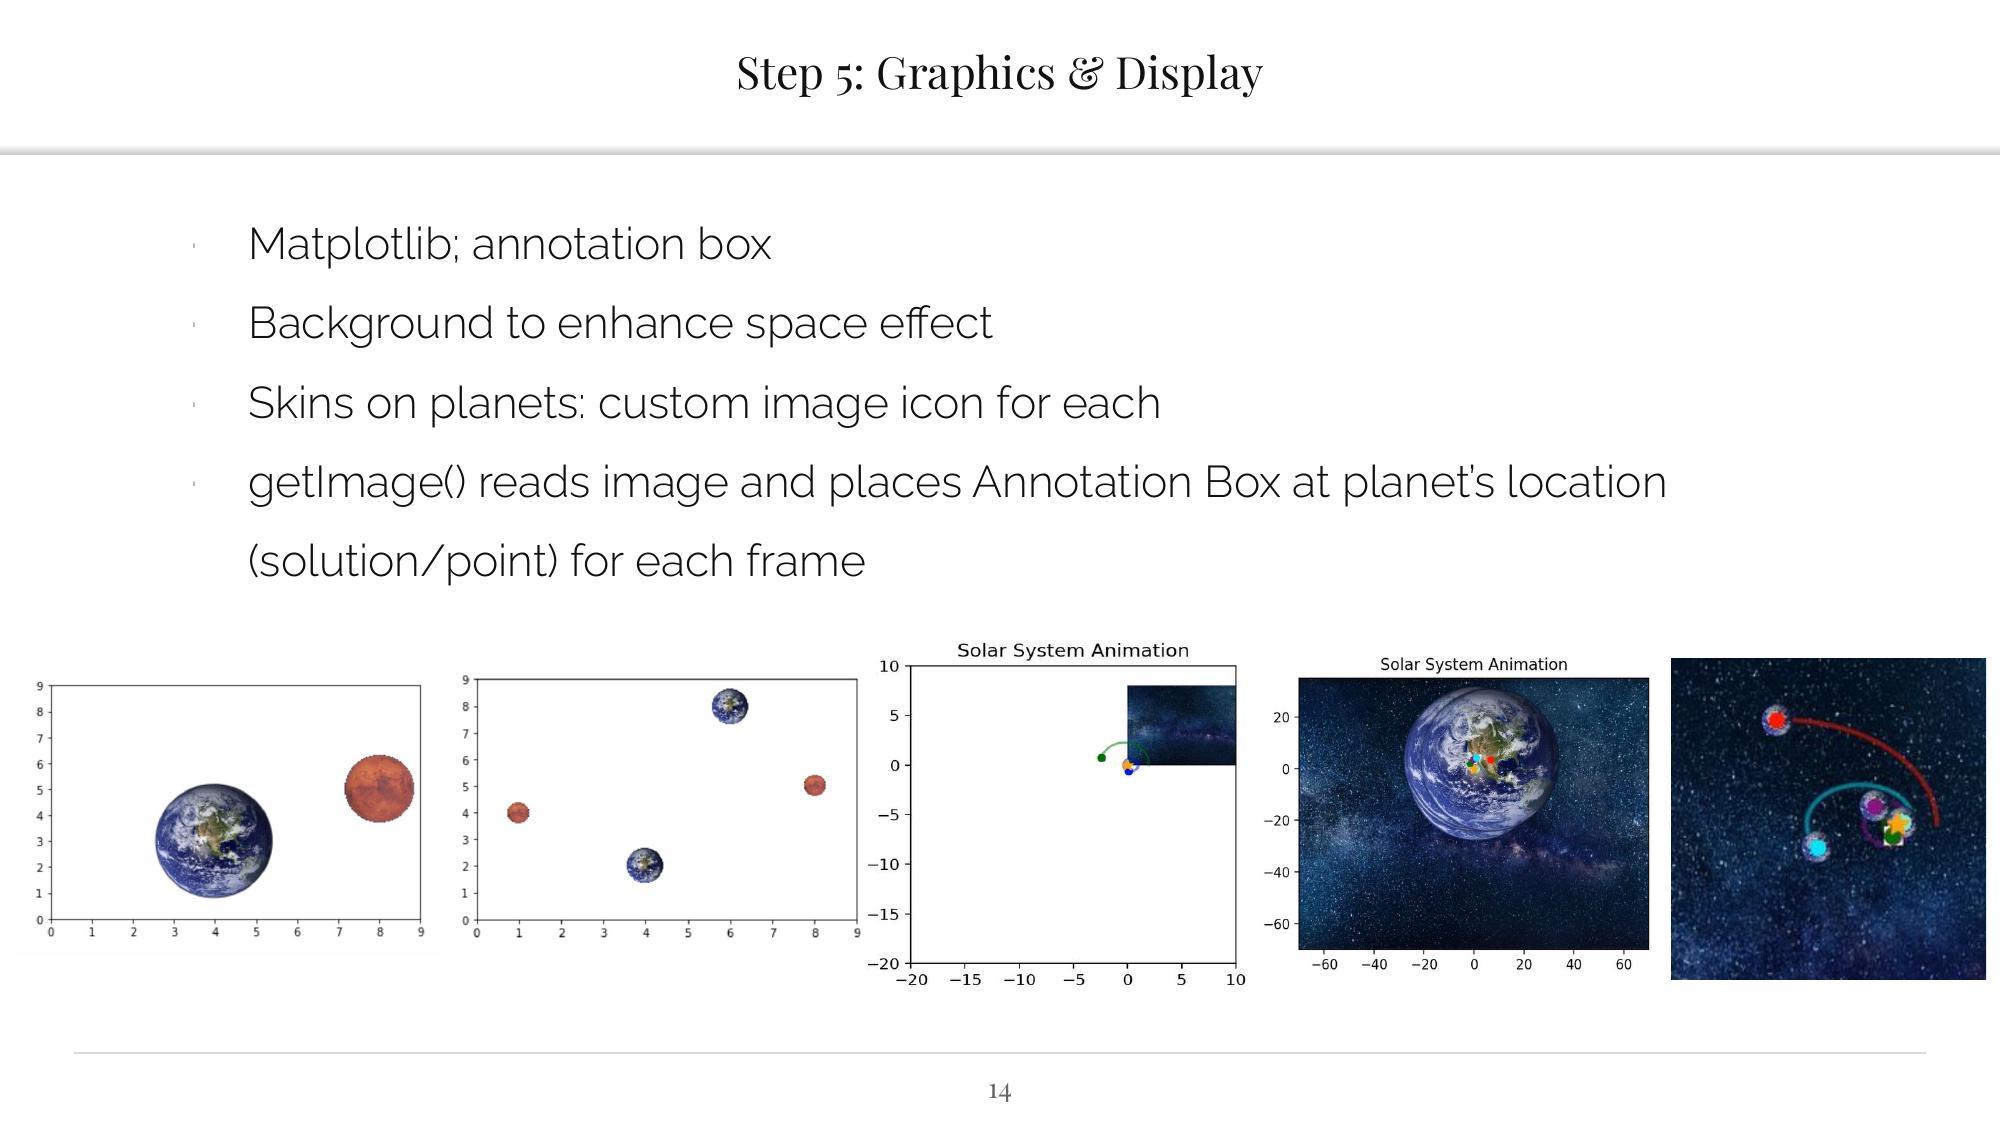 Step 5: Graphics & Display
Matplotlib; annotation box
Background to enhance space effect
Skins on planets: custom image icon for each
getImage() reads image and places Annotation Box at planet’s location
(solution/point) for each frame
9
8
7
6
5
4
3
2
1
0
0 1 2 3 4 5 6 7 8 9
9
8
7
6
5
4
3
2
1
0
0 1 2 3 4 5 6 7 8 9
Solar System Animation
10
5
0
−5
−10
−15
−20
−20 −15 −10 −5 0 5 10
Solar System Animation
20
0
−20
−40
−60
−60 −40 −20 0 20 40 60
14